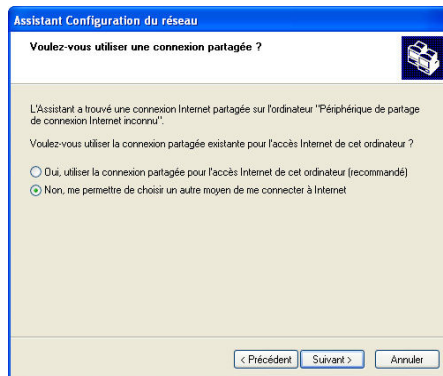 Assistant Configuration du réseau
Voulez-vous utiliser une connexion partagée ?
L'Assistant a trouvé une connexion Internet partagée sur l'ordinateur "Périphérique de partage
de connexion Internet inconnu".
Voulez-vous utiliser la connexion partagée existante pour l'accès Internet de cet ordinateur ?
Oui, utiliser la connexion partagée pour l'accès Internet de cet ordinateur (recommandé)
Non, me permettre de choisir un autre moyen de me connecter à Internet
< Précédent Suivant > Annuler